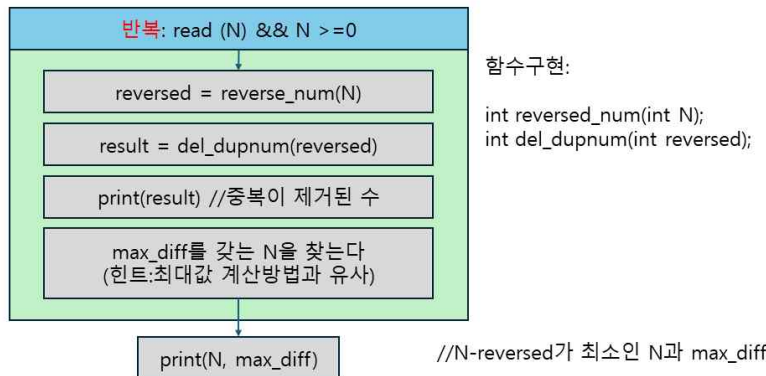 반복: read (N) && N >=0
reversed = reverse_num(N)
result = del_dupnum(reversed)
print(result) //중복이 제거된 수
max_diff를 갖는 N을 찾는다
(힌트:최대값 계산방법과 유사)
print(N, max_diff)
함수구현:
int reversed_num(int N);
int del_dupnum(int reversed);
//N-reversed가 최소인 N과 max_diff